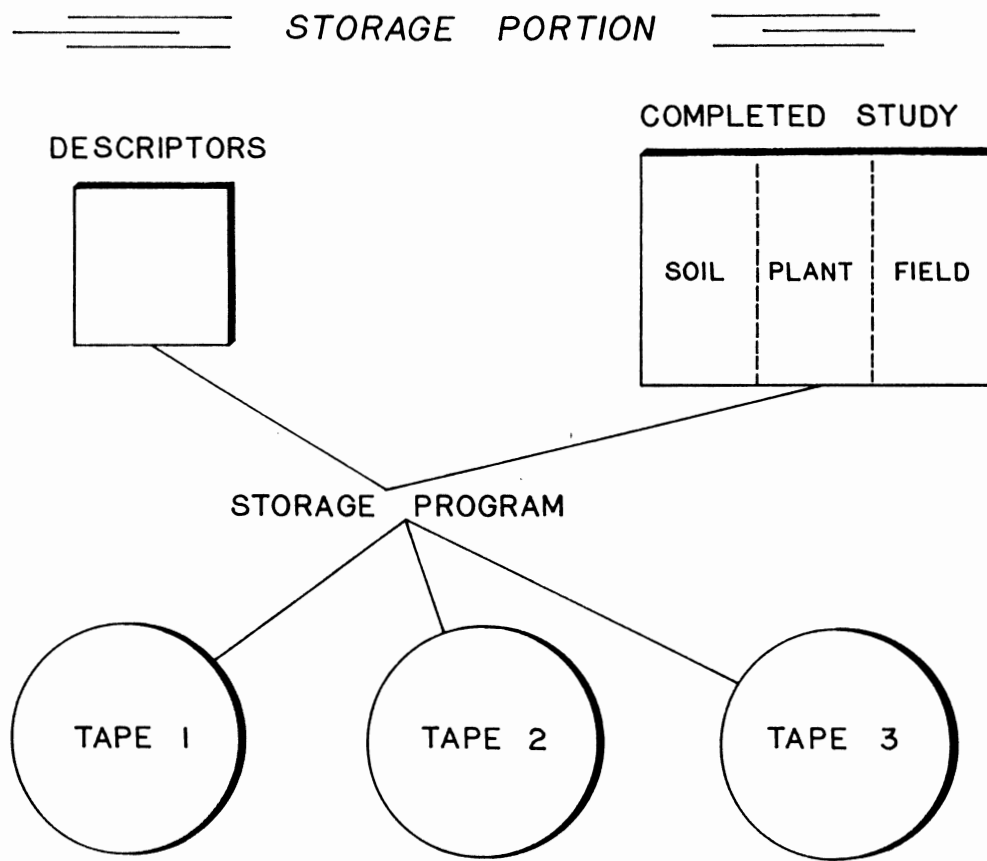 STORAGE PORTION
DESCRIPTORS
COMPLETED STUDY
SOIL PLANT FIELD
STORAGE PROGRAM
TAPE 1 TAPE 2 TAPE 3